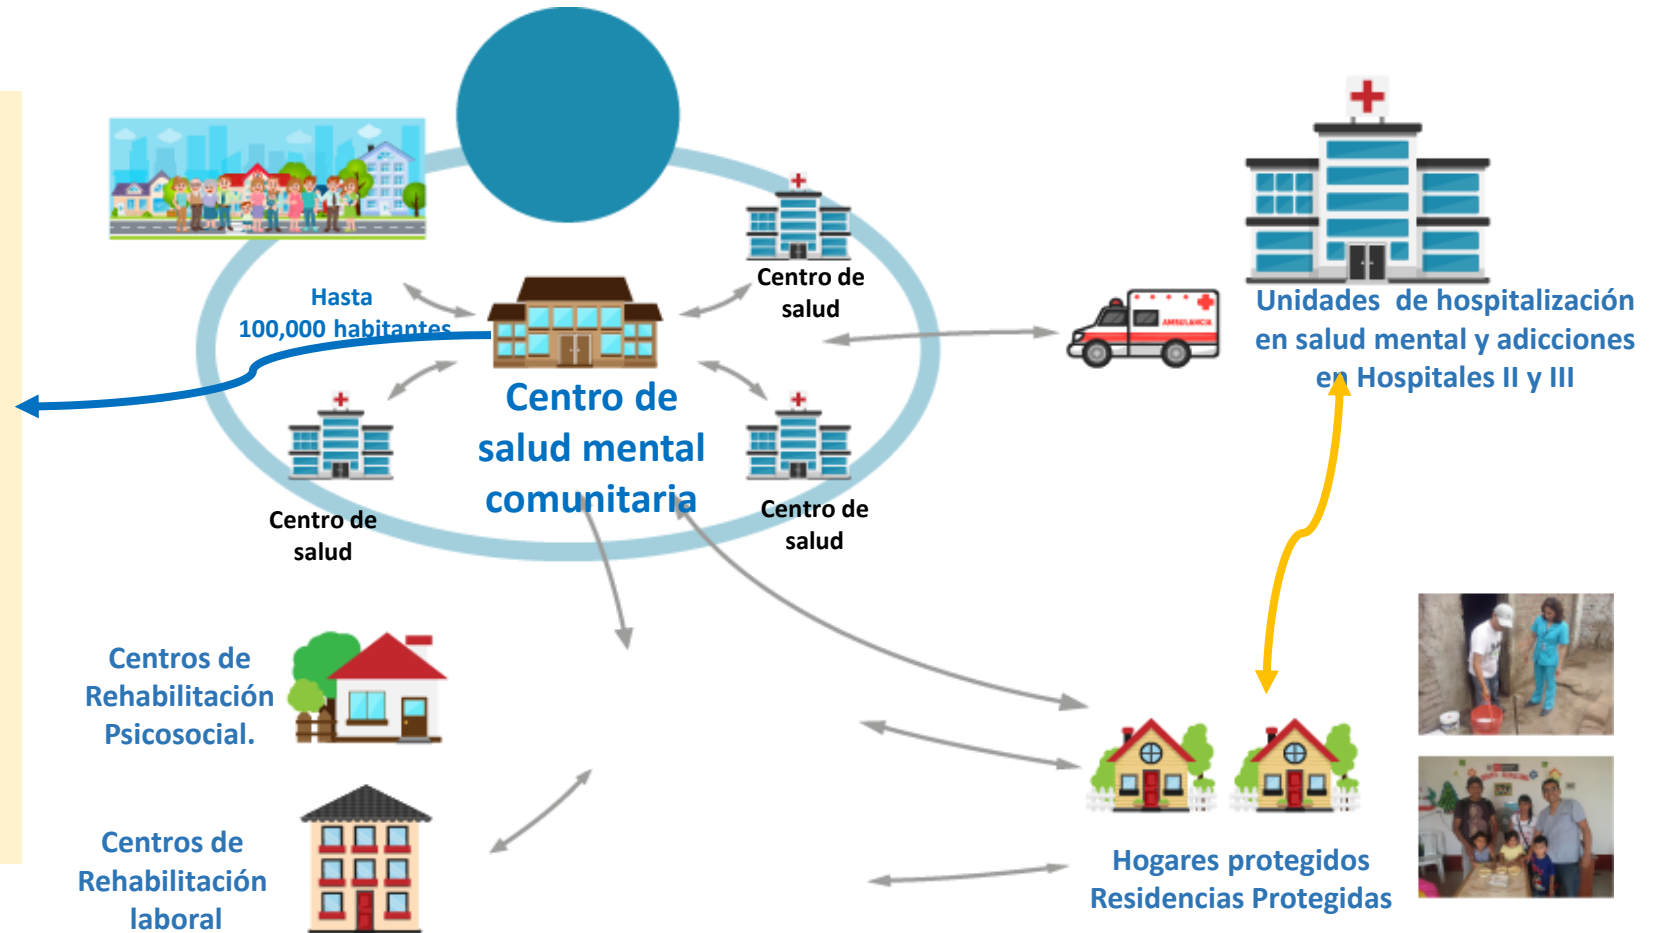 Hasta
100,000 habitantes
Centro de
salud
Centro de
salud mental
comunitaria
Centro de
salud
Centro de
salud
AMBULANCIA
Unidades de hospitalización
en salud mental y adicciones
en Hospitales II y III
Centros de
Rehabilitación
Psicosocial.
Centros de
Rehabilitación
laboral
Hogares protegidos
Residencias Protegidas